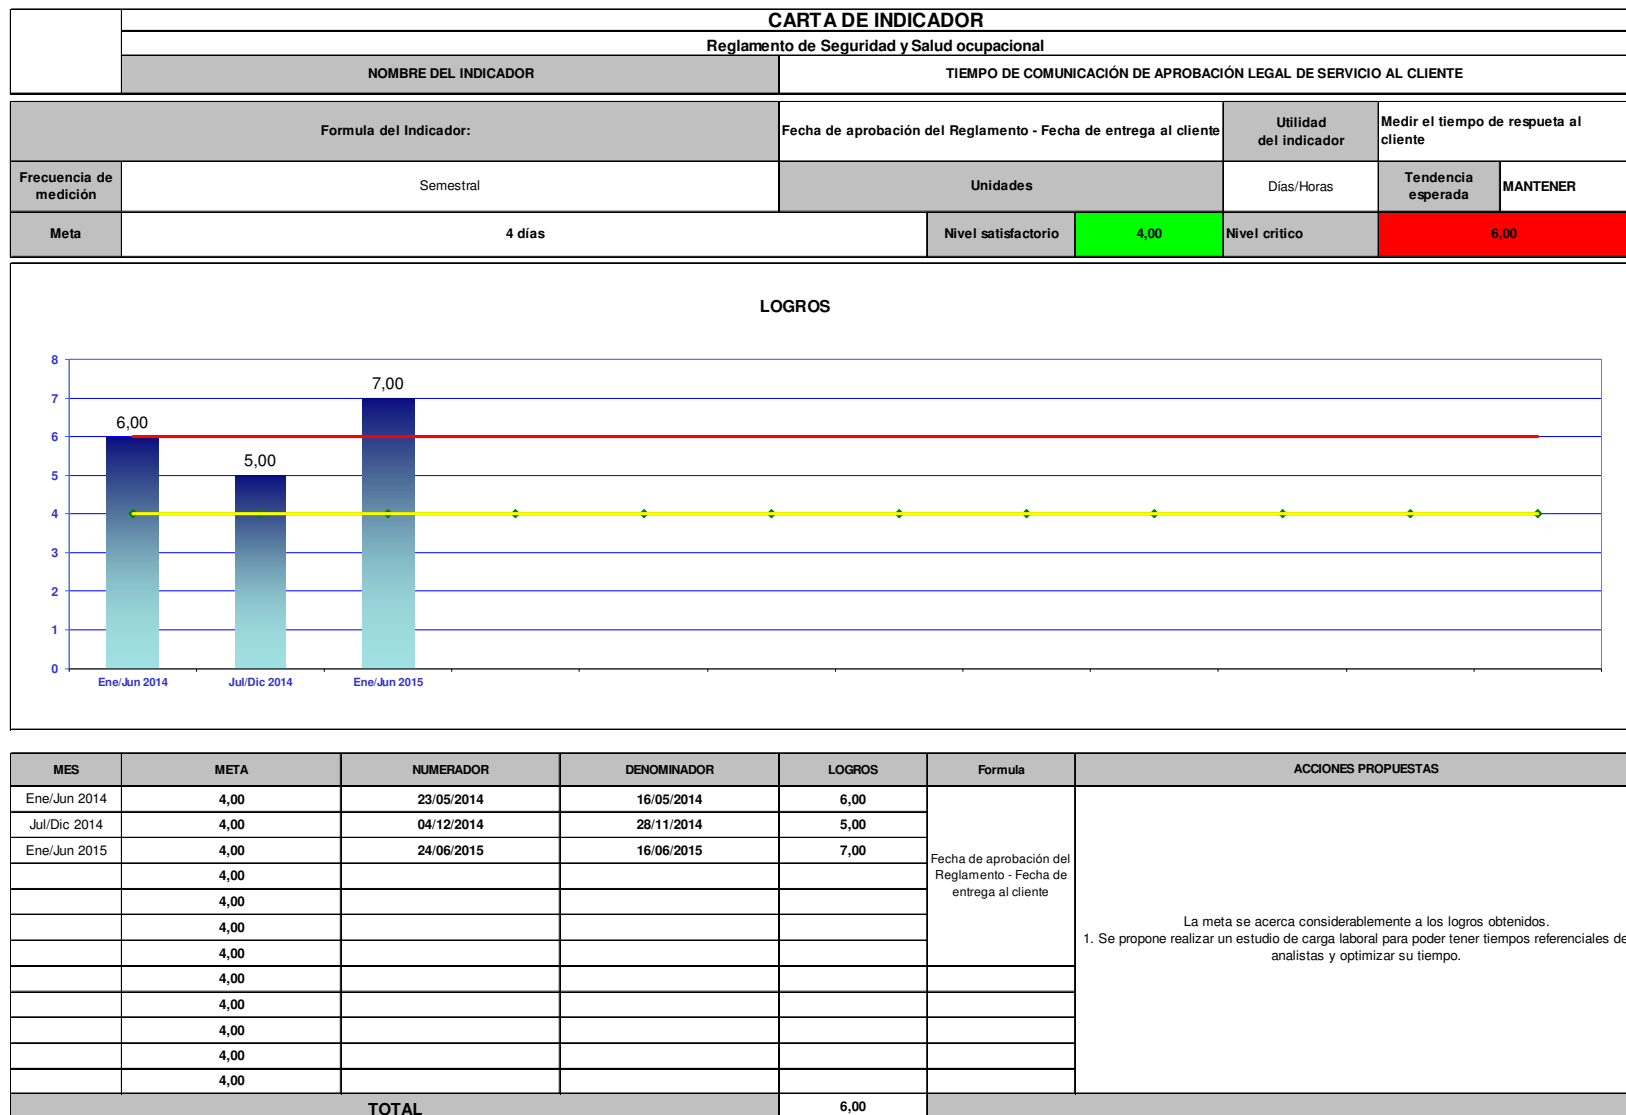 CARTA DE INDICADOR
Reglamento de Seguridad y Salud ocupacional
NOMBRE DEL INDICADOR
TIEMPO DE COMUNICACIÓN DE APROBACIÓN LEGAL DE SERVICIO AL CLIENTE
Formula del Indicador:
Fecha de aprobación del Reglamento - Fecha de entrega al cliente
Utilidad
del indicador
Medir el tiempo de respueta al
cliente
Frecuencia de
medición
Semestral
Unidades
Días/Horas
Tendencia
esperada
MANTENER
Meta
4 días
Nivel satisfactorio
4,00
Nivel critico
6,00
LOGROS
8
7
6
5
4
3
2
1
0
6,00
5,00
7,00
Ene/Jun 2014
Jul/Dic 2014
Ene/Jun 2015
MES META NUMERADOR DENOMINADOR LOGROS Formula ACCIONES PROPUESTAS
Ene/Jun 2014 4,00 23/05/2014 16/05/2014 6,00
Jul/Dic 2014 4,00 04/12/2014 28/11/2014 5,00
Ene/Jun 2015 4,00 24/06/2015 16/06/2015 7,00
4,00
4,00
4,00
4,00
4,00
4,00
4,00
4,00
4,00
Fecha de aprobación del
Reglamento - Fecha de
entrega al cliente
La meta se acerca considerablemente a los logros obtenidos.
1. Se propone realizar un estudio de carga laboral para poder tener tiempos referenciales de
analistas y optimizar su tiempo.
TOTAL 6,00